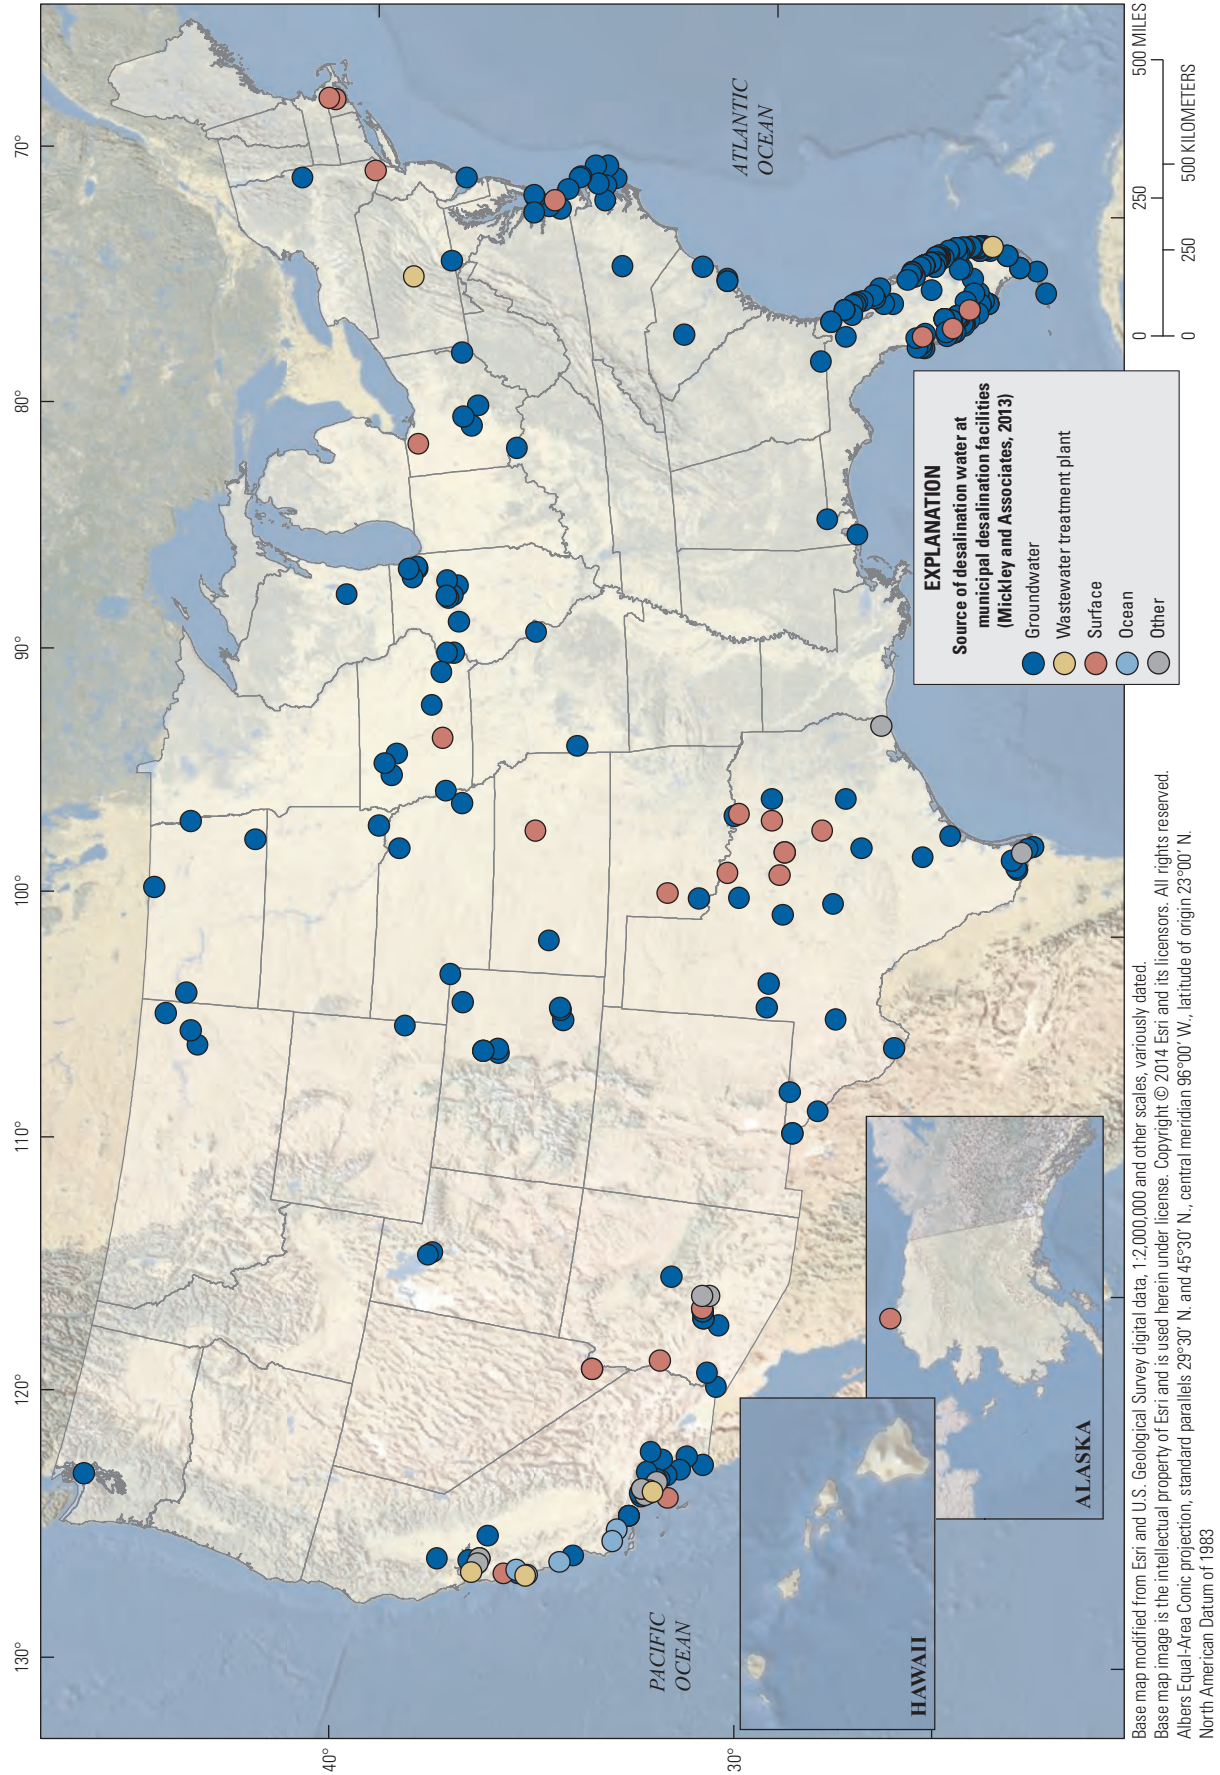 70°
80°
90°
100°
110°
120°
130°
40°
30°
ATLANTIC
OCEAN
PACIFIC
OCEAN
HAWAII
ALASKA
EXPLANATION
Source of desalination water at
municipal desalination facilities
(Mickley and Associates, 2013)
Groundwater
Wastewater treatment plant
Surface
Ocean
Other
0 250 500 MILES
0 250 500 KILOMETERS
Base map modified from Esri and U.S. Geological Survey digital data, 1:2,000,000 and other scales, variously dated.
Base map image is the intellectual property of Esri and is used herein under license. Copyright © 2014 Esri and its licensors. All rights reserved.
Albers Equal-Area Conic projection, standard parallels 29°30' N. and 45°30' N., central meridian 96°00' W., latitude of origin 23°00' N.
North American Datum of 1983